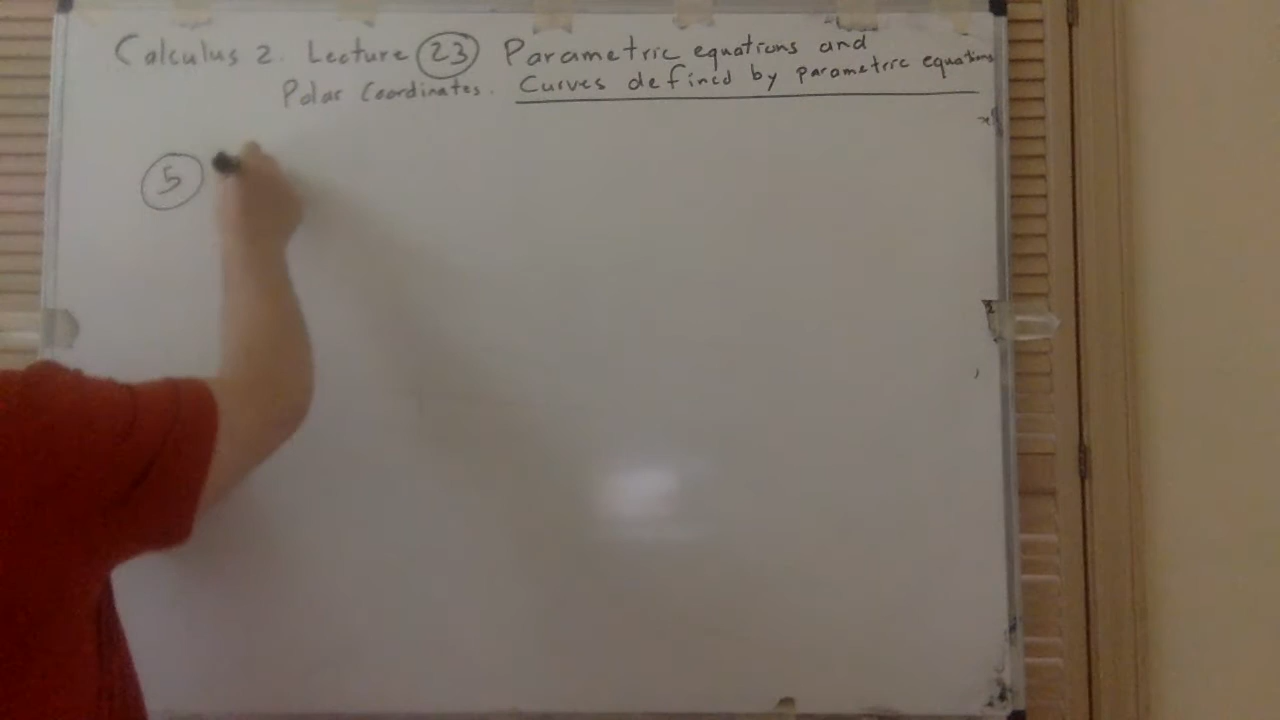 Calculus 2. Lecture 23 Parametric equations and
Polar Coordinates. Curves defined by parametric equations
5